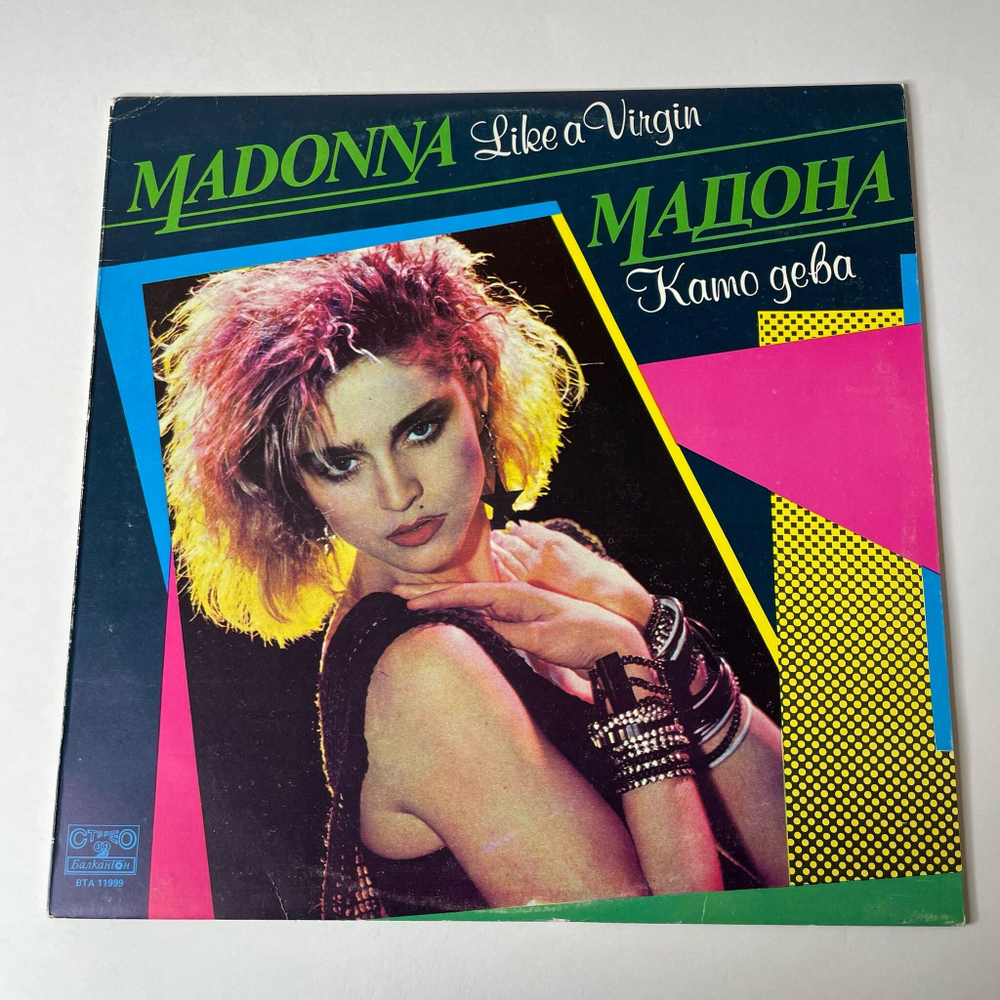 MADONNA Like a Virgin
МАДОНА
Като дева
СТЕРЕО
Балкантон
ВТА 11999